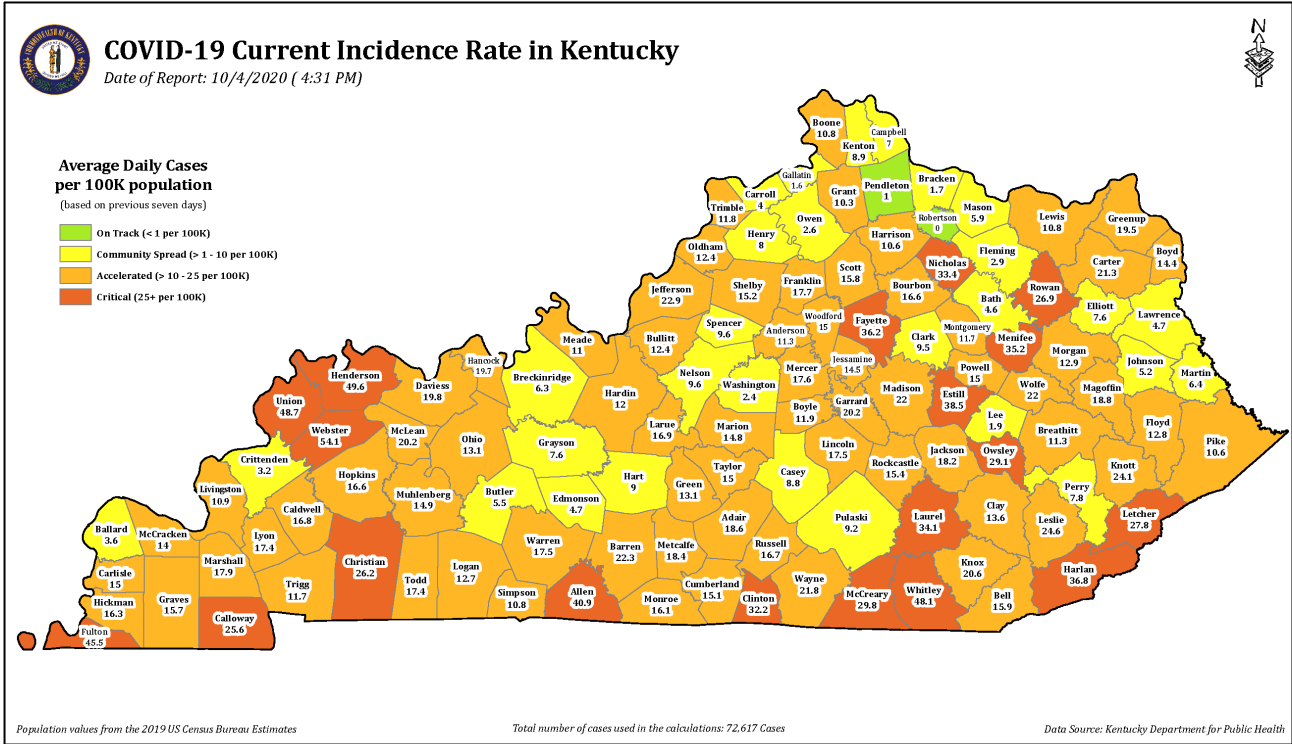 COVID-19 Current Incidence Rate in Kentucky
Date of Report: 10/4/2020 ( 4:31 PM)
N
Average Daily Cases
per 100K population
(based on previous seven days)
On Track (< 1 per 100K)
Community Spread (> 1 - 10 per 100K)
Accelerated (> 10 - 25 per 100K)
Critical (25+ per 100K)
Boone
10.8
Kenton
8.9
Campbell
7
Gallatin
1.6
Carroll
4
Grant
10.3
Pendleton
1
Bracken
1.7
Trimble
11.8
Owen
2.6
Robertson
0
Mason
5.9
Lewis
10.8
Greenup
19.5
Henry
8
Oldham
12.4
Harrison
10.6
Fleming
2.9
Boyd
14.4
Nicholas
33.4
Carter
21.3
Jefferson
22.9
Shelby
15.2
Franklin
17.7
Scott
15.8
Bourbon
16.6
Rowan
26.9
Bath
4.6
Elliott
7.6
Lawrence
4.7
Spencer
9.6
Anderson
11.3
Woodford
15
Fayette
36.2
Clark
9.5
Montgomery
11.7
Menifee
35.2
Morgan
12.9
Johnson
5.2
Martin
6.4
Meade
11
Bullitt
12.4
Hancock
19.7
Breckinridge
6.3
Nelson
9.6
Washington
2.4
Mercer
17.6
Jessamine
14.5
Madison
22
Estill
38.5
Powell
15
Wolfe
22
Magoffin
18.8
Henderson
49.6
Daviess
19.8
Union
48.7
Hardin
12
Boyle
11.9
Garrard
20.2
Lee
1.9
Breathitt
11.3
Floyd
12.8
Pike
10.6
Webster
54.1
McLean
20.2
Ohio
13.1
Grayson
7.6
Larue
16.9
Marion
14.8
Lincoln
17.5
Rockcastle
15.4
Jackson
18.2
Owsley
29.1
Knott
24.1
Crittenden
3.2
Hopkins
16.6
Muhlenberg
14.9
Butler
5.5
Edmonson
4.7
Hart
9
Green
13.1
Taylor
15
Casey
8.8
Perry
7.8
Livingston
10.9
Caldwell
16.8
Pulaski
9.2
Laurel
34.1
Clay
13.6
Leslie
24.6
Letcher
27.8
Ballard
3.6
McCracken
14
Lyon
17.4
Warren
17.5
Barren
22.3
Metcalfe
18.4
Adair
18.6
Russell
16.7
Carlisle
15
Marshall
17.9
Christian
26.2
Todd
17.4
Logan
12.7
Simpson
10.8
Allen
40.9
Monroe
16.1
Cumberland
15.1
Clinton
32.2
Wayne
21.8
McCreary
29.8
Whitley
48.1
Knox
20.6
Bell
15.9
Harlan
36.8
Hickman
16.3
Graves
15.7
Trigg
11.7
Calloway
25.6
Fulton
45.5
Population values from the 2019 US Census Bureau Estimates
Total number of cases used in the calculations: 72,617 Cases
Data Source: Kentucky Department for Public Health